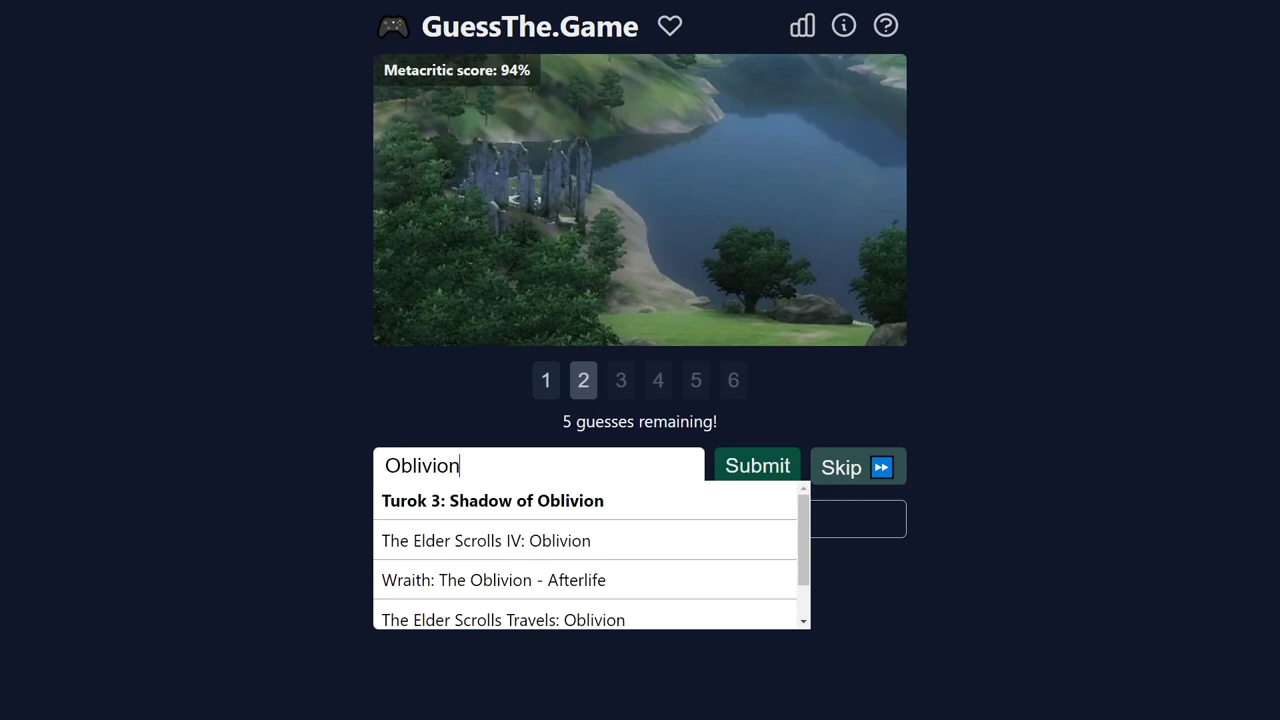 GuessThe.Game
Metacritic score: 94%
1 2 3 4 5 6
5 guesses remaining!
Oblivion
Submit
Skip
Turok 3: Shadow of Oblivion
The Elder Scrolls IV: Oblivion
Wraith: The Oblivion - Afterlife
The Elder Scrolls Travels: Oblivion